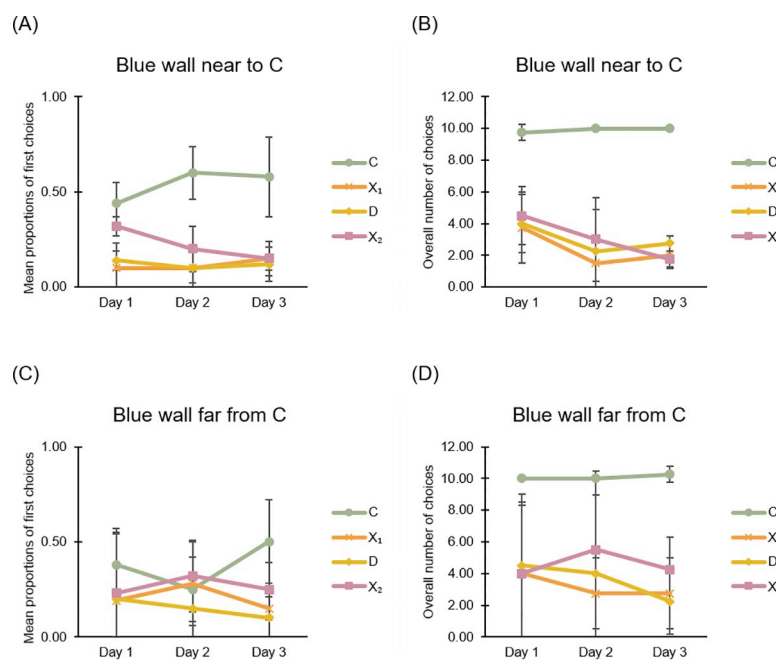 (A)
Blue wall near to C
Mean proportions of first choices
1.00
0.50
0.00
Day 1 Day 2 Day 3
C
X₁
D
X₂
(B)
Blue wall near to C
Overall number of choices
12.00
10.00
8.00
6.00
4.00
2.00
0.00
Day 1 Day 2 Day 3
C
X
D
X
(C)
Blue wall far from C
Mean proportions of first choices
1.00
0.50
0.00
Day 1 Day 2 Day 3
C
X₁
D
X₂
(D)
Blue wall far from C
Overall number of choices
12.00
10.00
8.00
6.00
4.00
2.00
0.00
Day 1 Day 2 Day 3
C
X
D
X